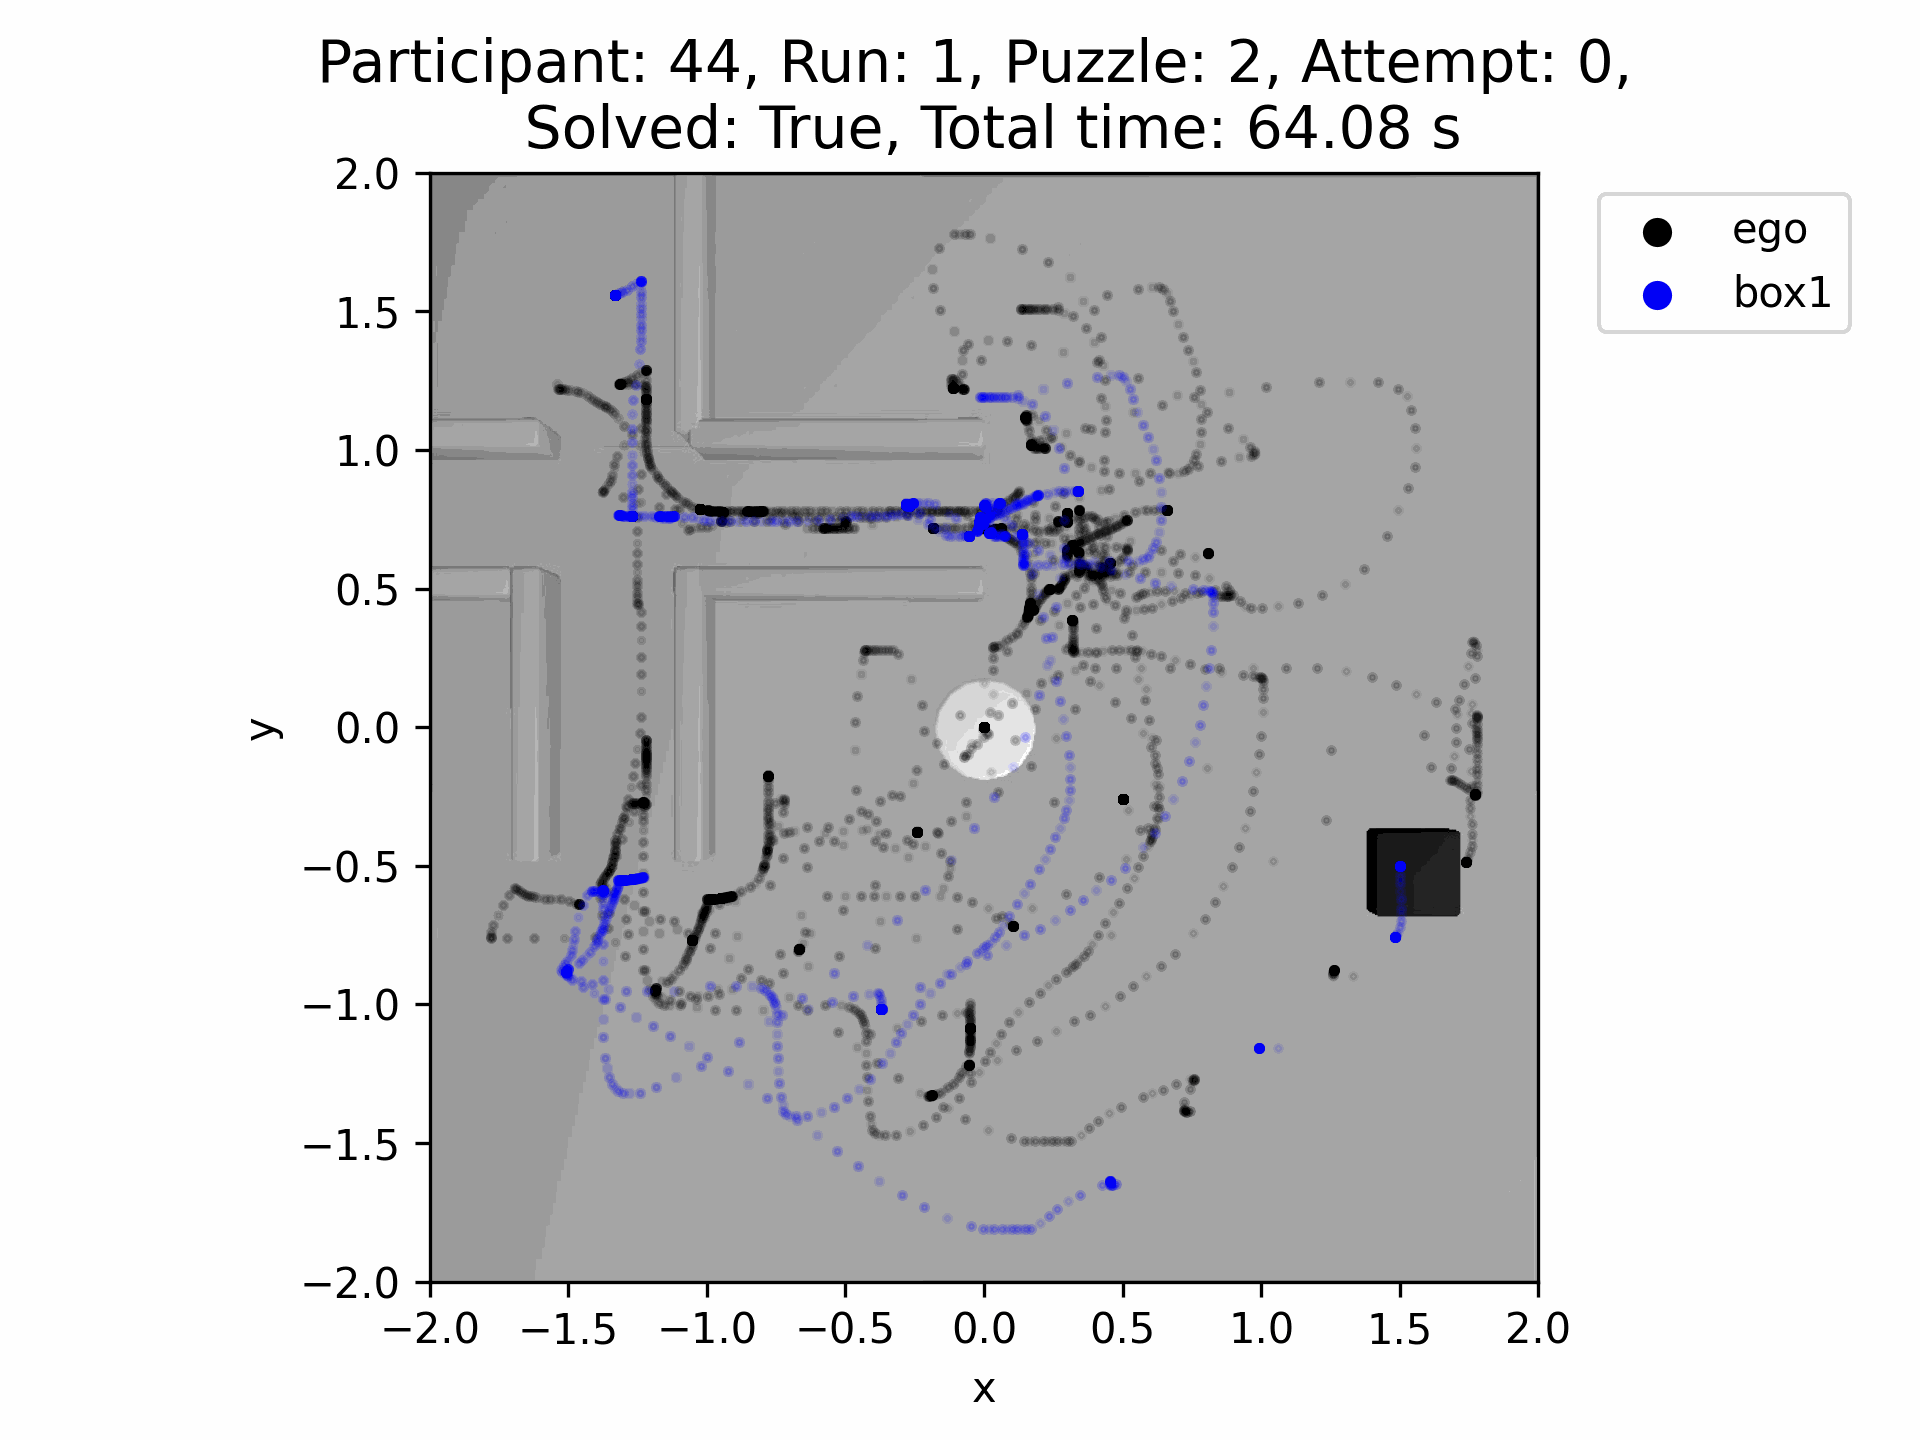 Participant: 44, Run: 1, Puzzle: 2, Attempt: 0,
Solved: True, Total time: 64.08 s
ego
box1
2.0
1.5
1.0
0.5
0.0
−0.5
−1.0
−1.5
−2.0
y
−2.0 −1.5 −1.0 −0.5 0.0 0.5 1.0 1.5 2.0
x